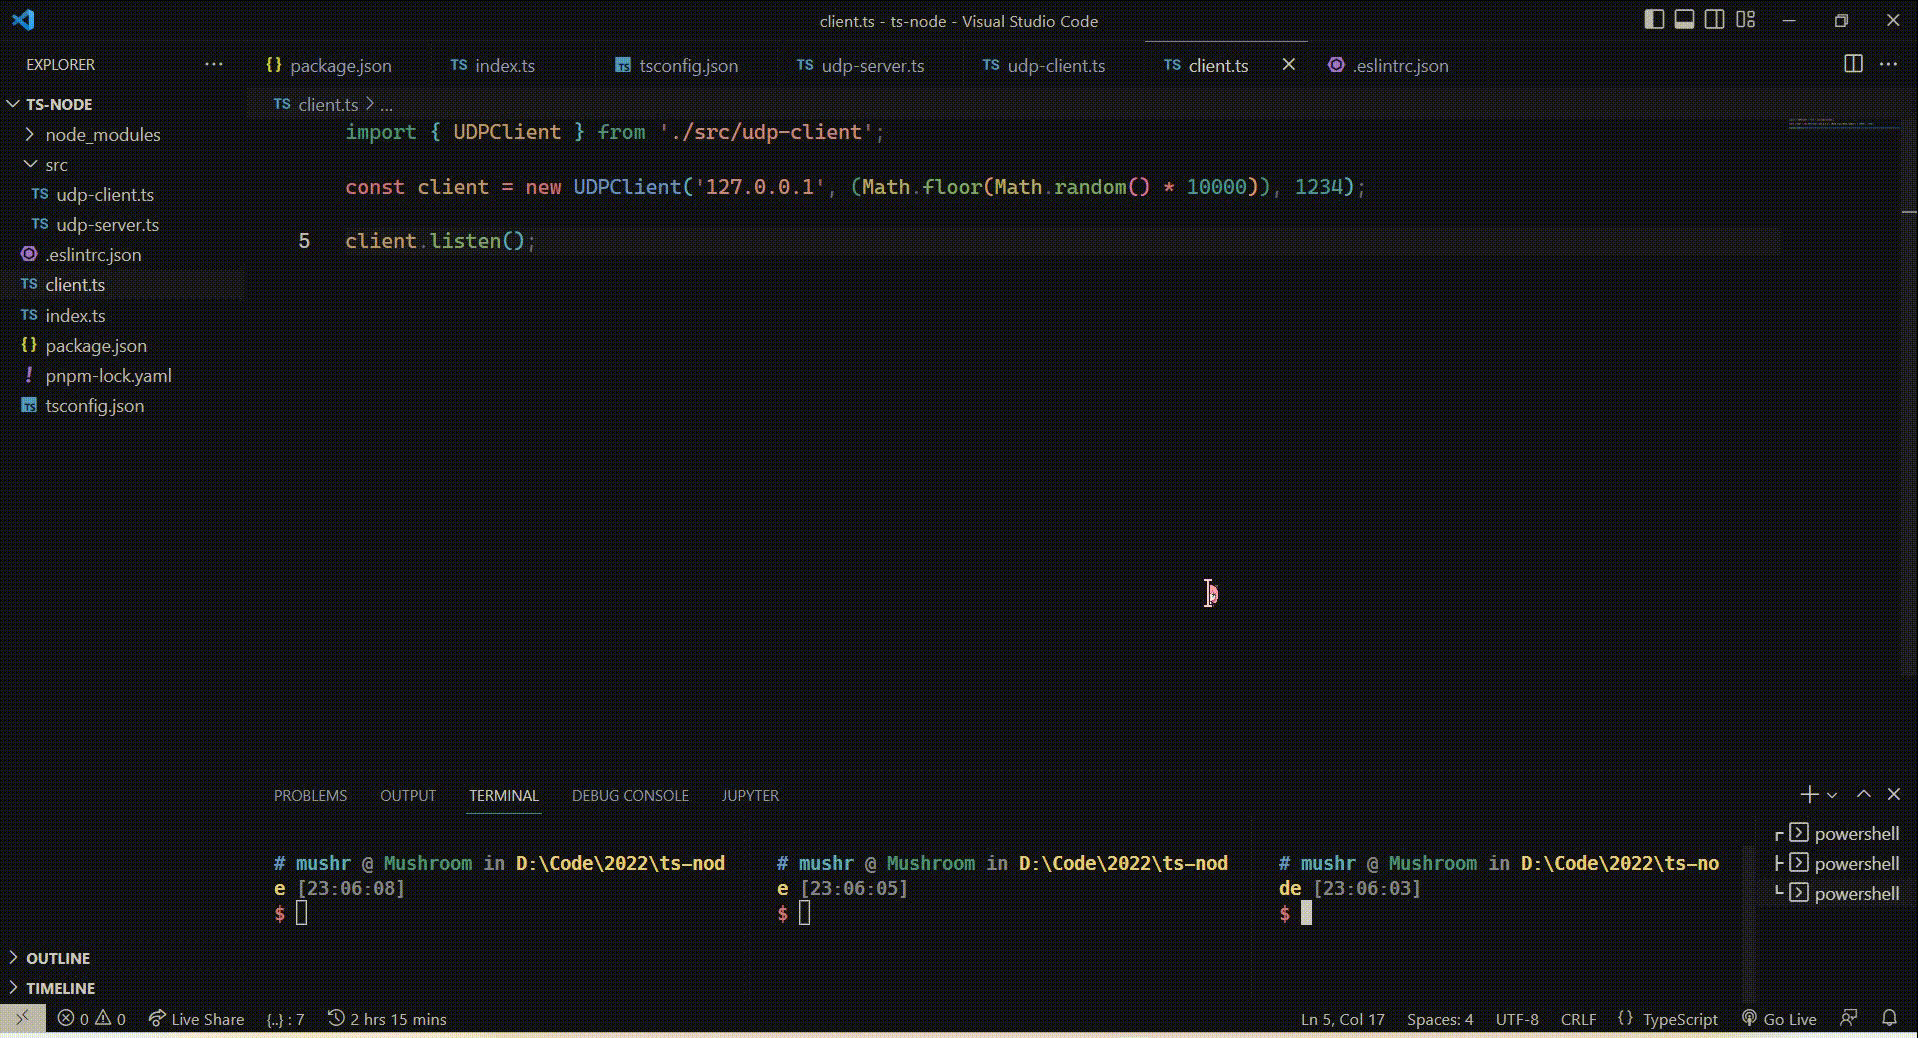 client.ts - ts-node - Visual Studio Code
EXPLORER
package.json
TS index.ts
TS tsconfig.json
TS udp-server.ts
TS udp-client.ts
TS client.ts
.eslintrc.json
TS-NODE
node_modules
src
TS udp-client.ts
TS udp-server.ts
.eslintrc.json
TS client.ts
TS index.ts
{} package.json
! pnpm-lock.yaml
TS tsconfig.json
OUTLINE
TIMELINE
TS client.ts > ...
import { UDPClient } from './src/udp-client';
const client = new UDPClient('127.0.0.1', (Math.floor(Math.random() * 10000)), 1234);
5 client.listen();
PROBLEMS OUTPUT TERMINAL DEBUG CONSOLE JUPYTER
# mushr @ Mushroom in D:\Code\2022\ts-nod
e [23:06:08]
$
# mushr @ Mushroom in D:\Code\2022\ts-nod
e [23:06:05]
$
# mushr @ Mushroom in D:\Code\2022\ts-no
de [23:06:03]
$
powershell
powershell
powershell
0 0 Live Share {..} : 7 2 hrs 15 mins
Ln 5, Col 17 Spaces: 4 UTF-8 CRLF {} TypeScript Go Live